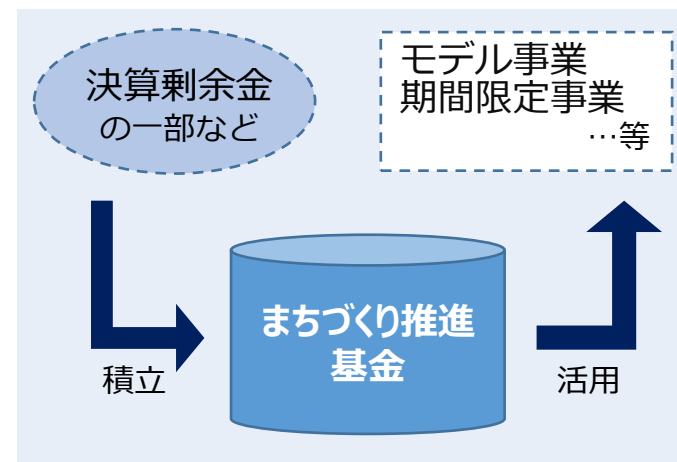 決算剰余金
の一部など
モデル事業
期間限定事業
…等
まちづくり推進
基金
積立
活用